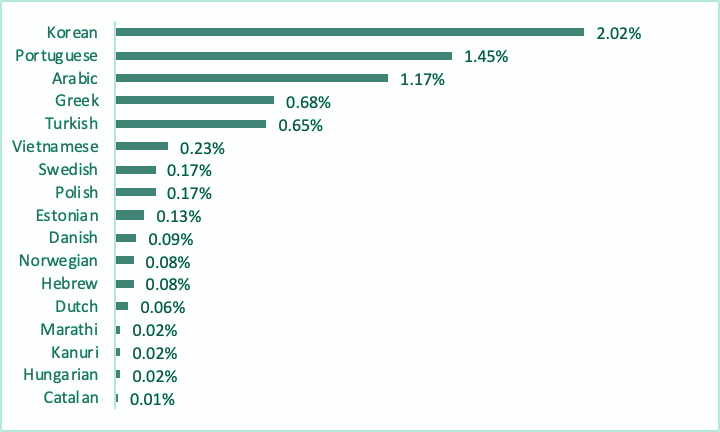 Korean 2.02%
Portuguese 1.45%
Arabic 1.17%
Greek 0.68%
Turkish 0.65%
Vietnamese 0.23%
Swedish 0.17%
Polish 0.17%
Estonian 0.13%
Danish 0.09%
Norwegian 0.08%
Hebrew 0.08%
Dutch 0.06%
Marathi 0.02%
Kanuri 0.02%
Hungarian 0.02%
Catalan 0.01%